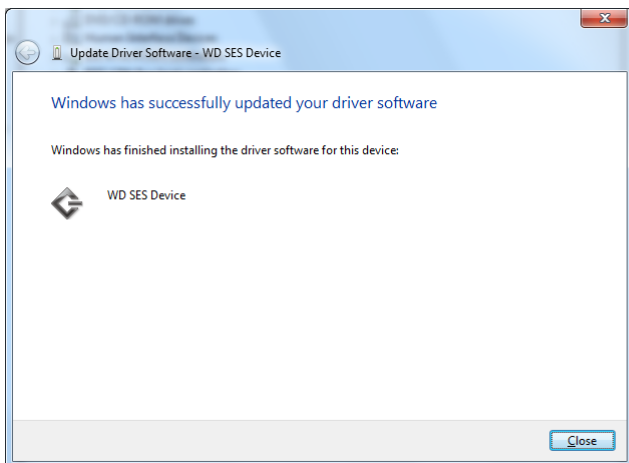 Update Driver Software - WD SES Device
Windows has successfully updated your driver software
Windows has finished installing the driver software for this device:
WD SES Device
Close